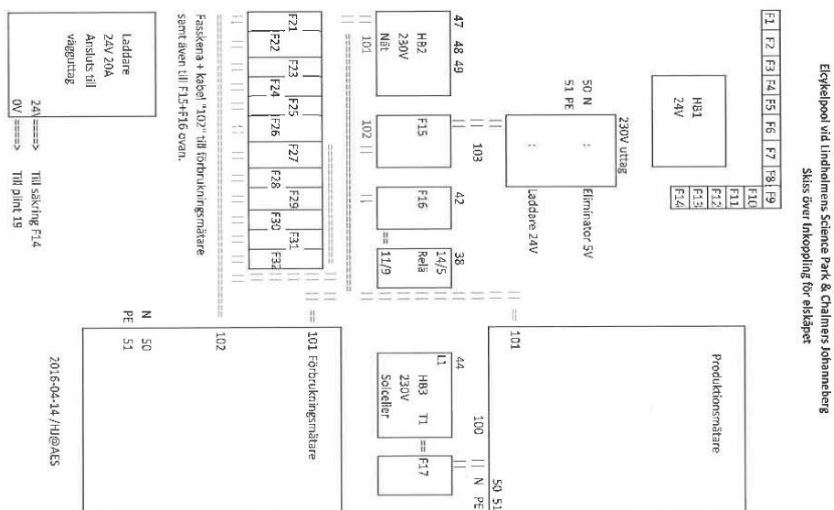 Elcykelpool vid Lindholmens Science Park & Chalmers Johanneberg
Skiss över Inkoppling för elskåpet
F1 F2 F3 F4 F5 F6 F7 F8 F9
F10
F11
F12
F13
F14
HB1
24V
230V uttag
: Eliminator 5V
: Laddare 24V
50 N
51 PE
103
47 48 49
HB2
230V
Nät
101
F15
102
42
F16
38
14/5
Relä
11/9
F21
F22
F23
F24
F25
F26
F27
F28
F29
F30
F31
F32
Fasskena + kabel "102" till förbrukningsmätare
samt även till F15+F16 ovan.
Laddare
24V 20A
Ansluts till
vägguttag
24V ====> Till säkring F14
0V ====> Till plint 19
Produktionsmätare
101
50 51
N PE
100
44
L1
HB3 T1
230V
Solceller
F17
101 Förbrukningsmätare
102
N 50
PE 51
2016-04-14 /HJ@AES